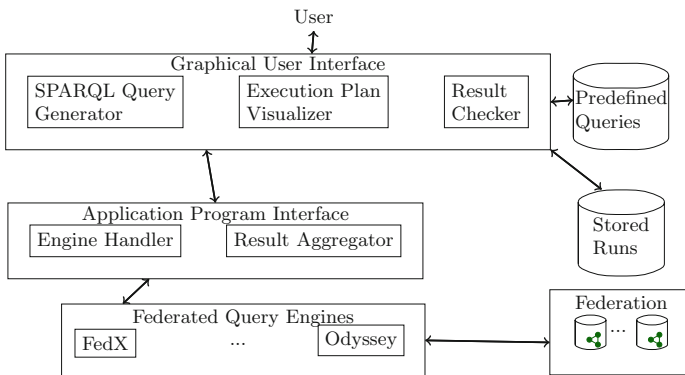 User
Graphical User Interface
SPARQL Query
Generator
Execution Plan
Visualizer
Result
Checker
Predefined
Queries
Application Program Interface
Engine Handler
Result Aggregator
Stored
Runs
Federated Query Engines
FedX
...
Odyssey
Federation
...